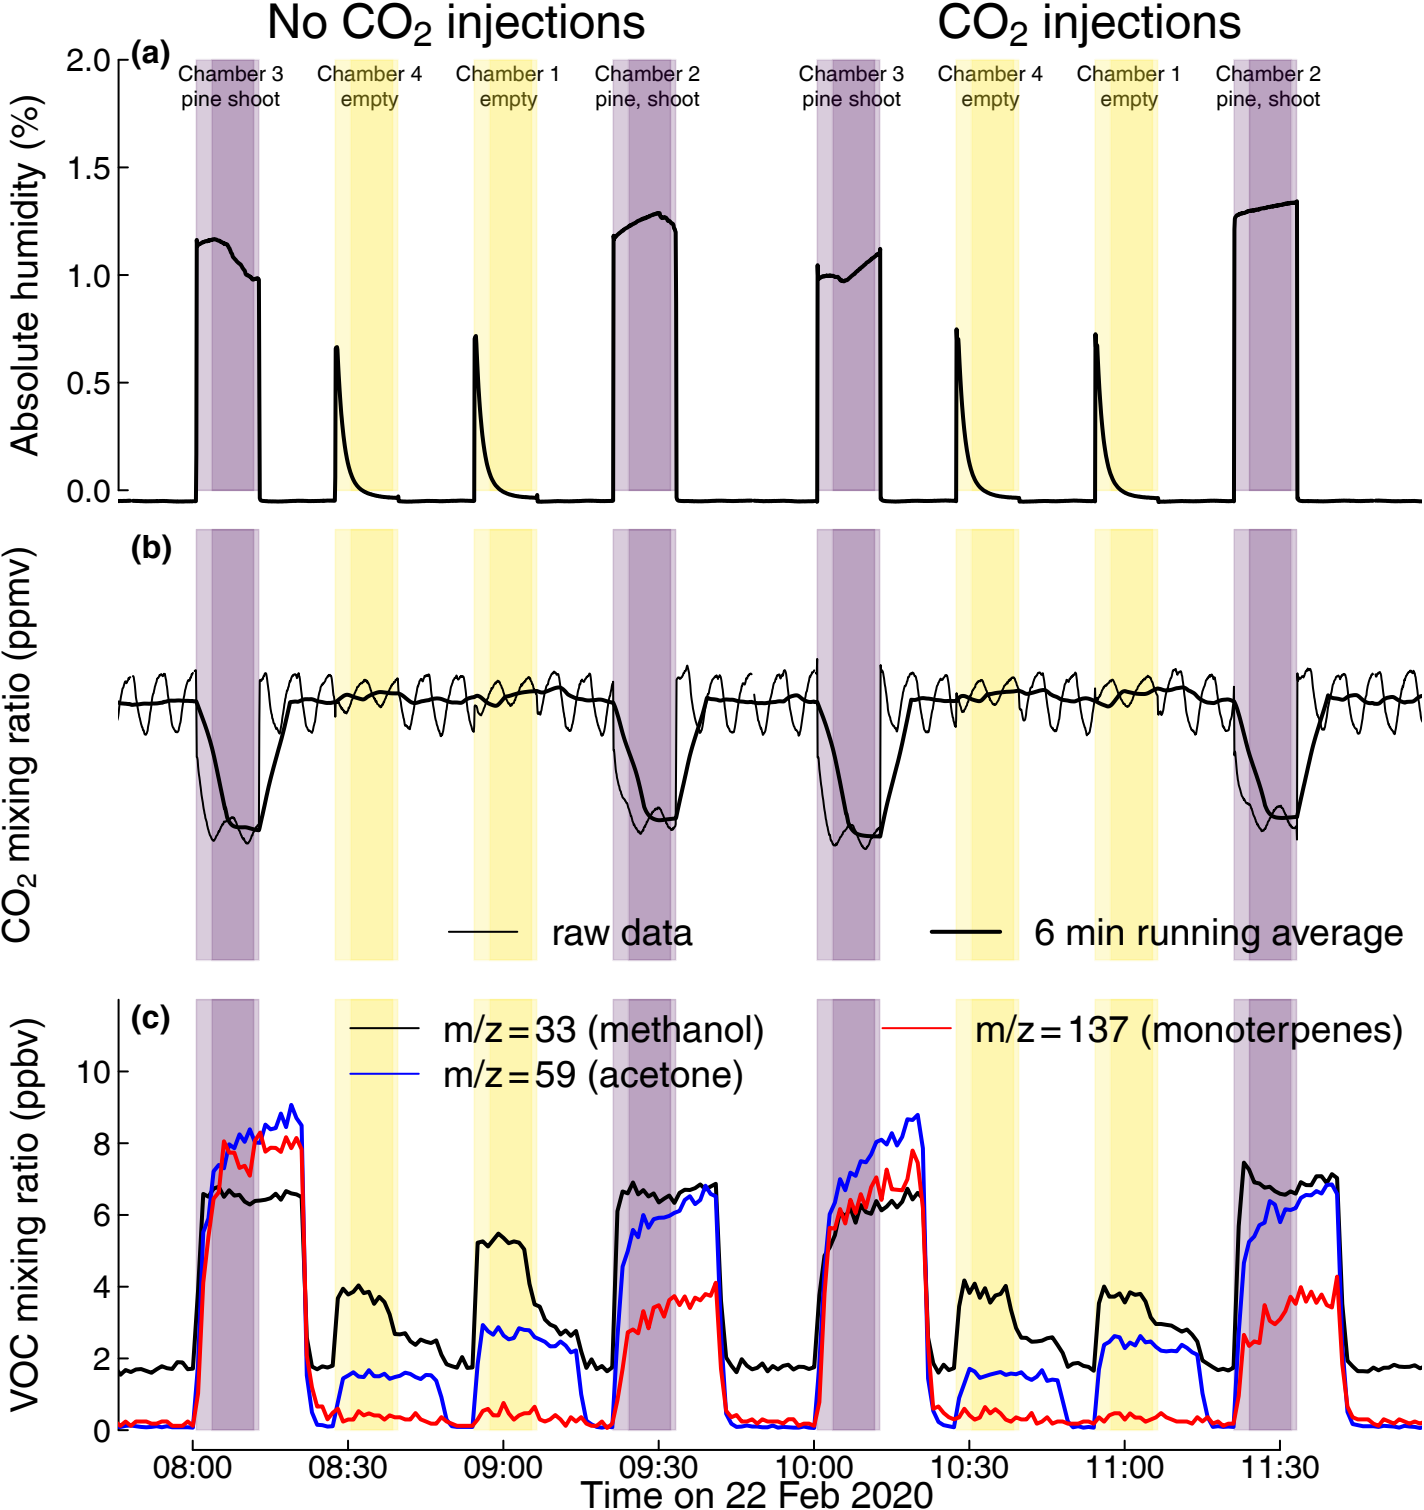 No CO₂ injections
CO₂ injections
(a)
Chamber 3
pine shoot
Chamber 4
empty
Chamber 1
empty
Chamber 2
pine, shoot
Chamber 3
pine shoot
Chamber 4
empty
Chamber 1
empty
Chamber 2
pine, shoot
Absolute humidity (%)
2.0
1.5
1.0
0.5
0.0
(b)
CO₂ mixing ratio (ppmv)
raw data
6 min running average
(c)
VOC mixing ratio (ppbv)
m/z=33 (methanol)
m/z=137 (monoterpenes)
m/z=59 (acetone)
10
8
6
4
2
0
08:00
08:30
09:00
09:30
10:00
10:30
11:00
11:30
Time on 22 Feb 2020